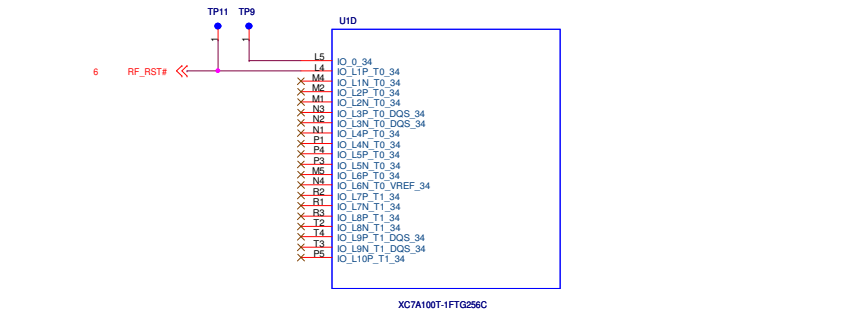 TP11 TP9
U1D
1 1
L5 IO_0_34
6 RF_RST# L4 IO_L1P_T0_34
M4 IO_L1N_T0_34
M2 IO_L2P_T0_34
M1 IO_L2N_T0_34
N3 IO_L3P_T0_DQS_34
N2 IO_L3N_T0_DQS_34
N1 IO_L4P_T0_34
P1 IO_L4N_T0_34
P4 IO_L5P_T0_34
P3 IO_L5N_T0_34
M5 IO_L6P_T0_34
N4 IO_L6N_T0_VREF_34
R2 IO_L7P_T1_34
R1 IO_L7N_T1_34
R3 IO_L8P_T1_34
T2 IO_L8N_T1_34
T4 IO_L9P_T1_DQS_34
T3 IO_L9N_T1_DQS_34
P5 IO_L10P_T1_34
XC7A100T-1FTG256C